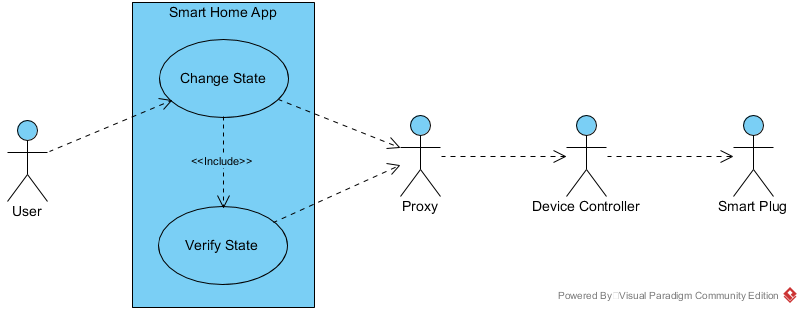 Smart Home App
Change State
<<Include>>
Verify State
User
Proxy
Device Controller
Smart Plug
Powered By Visual Paradigm Community Edition